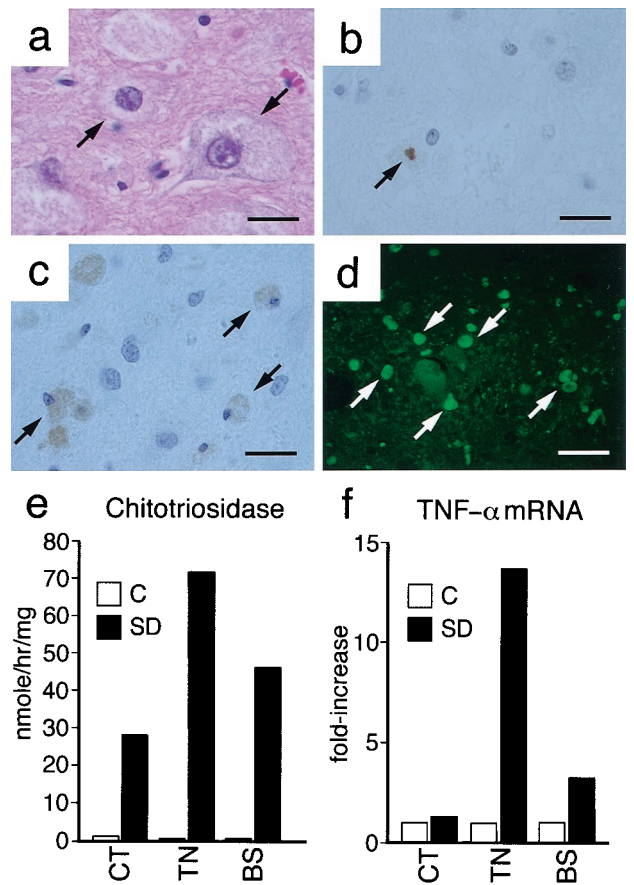 a
b
c
d
e Chitotriosidase
80
70
60
50
40
30
20
10
0
nmole/hr/mg
C
SD
CT
TN
BS
f TNF-α mRNA
15
10
5
0
fold-increase
C
SD
CT
TN
BS